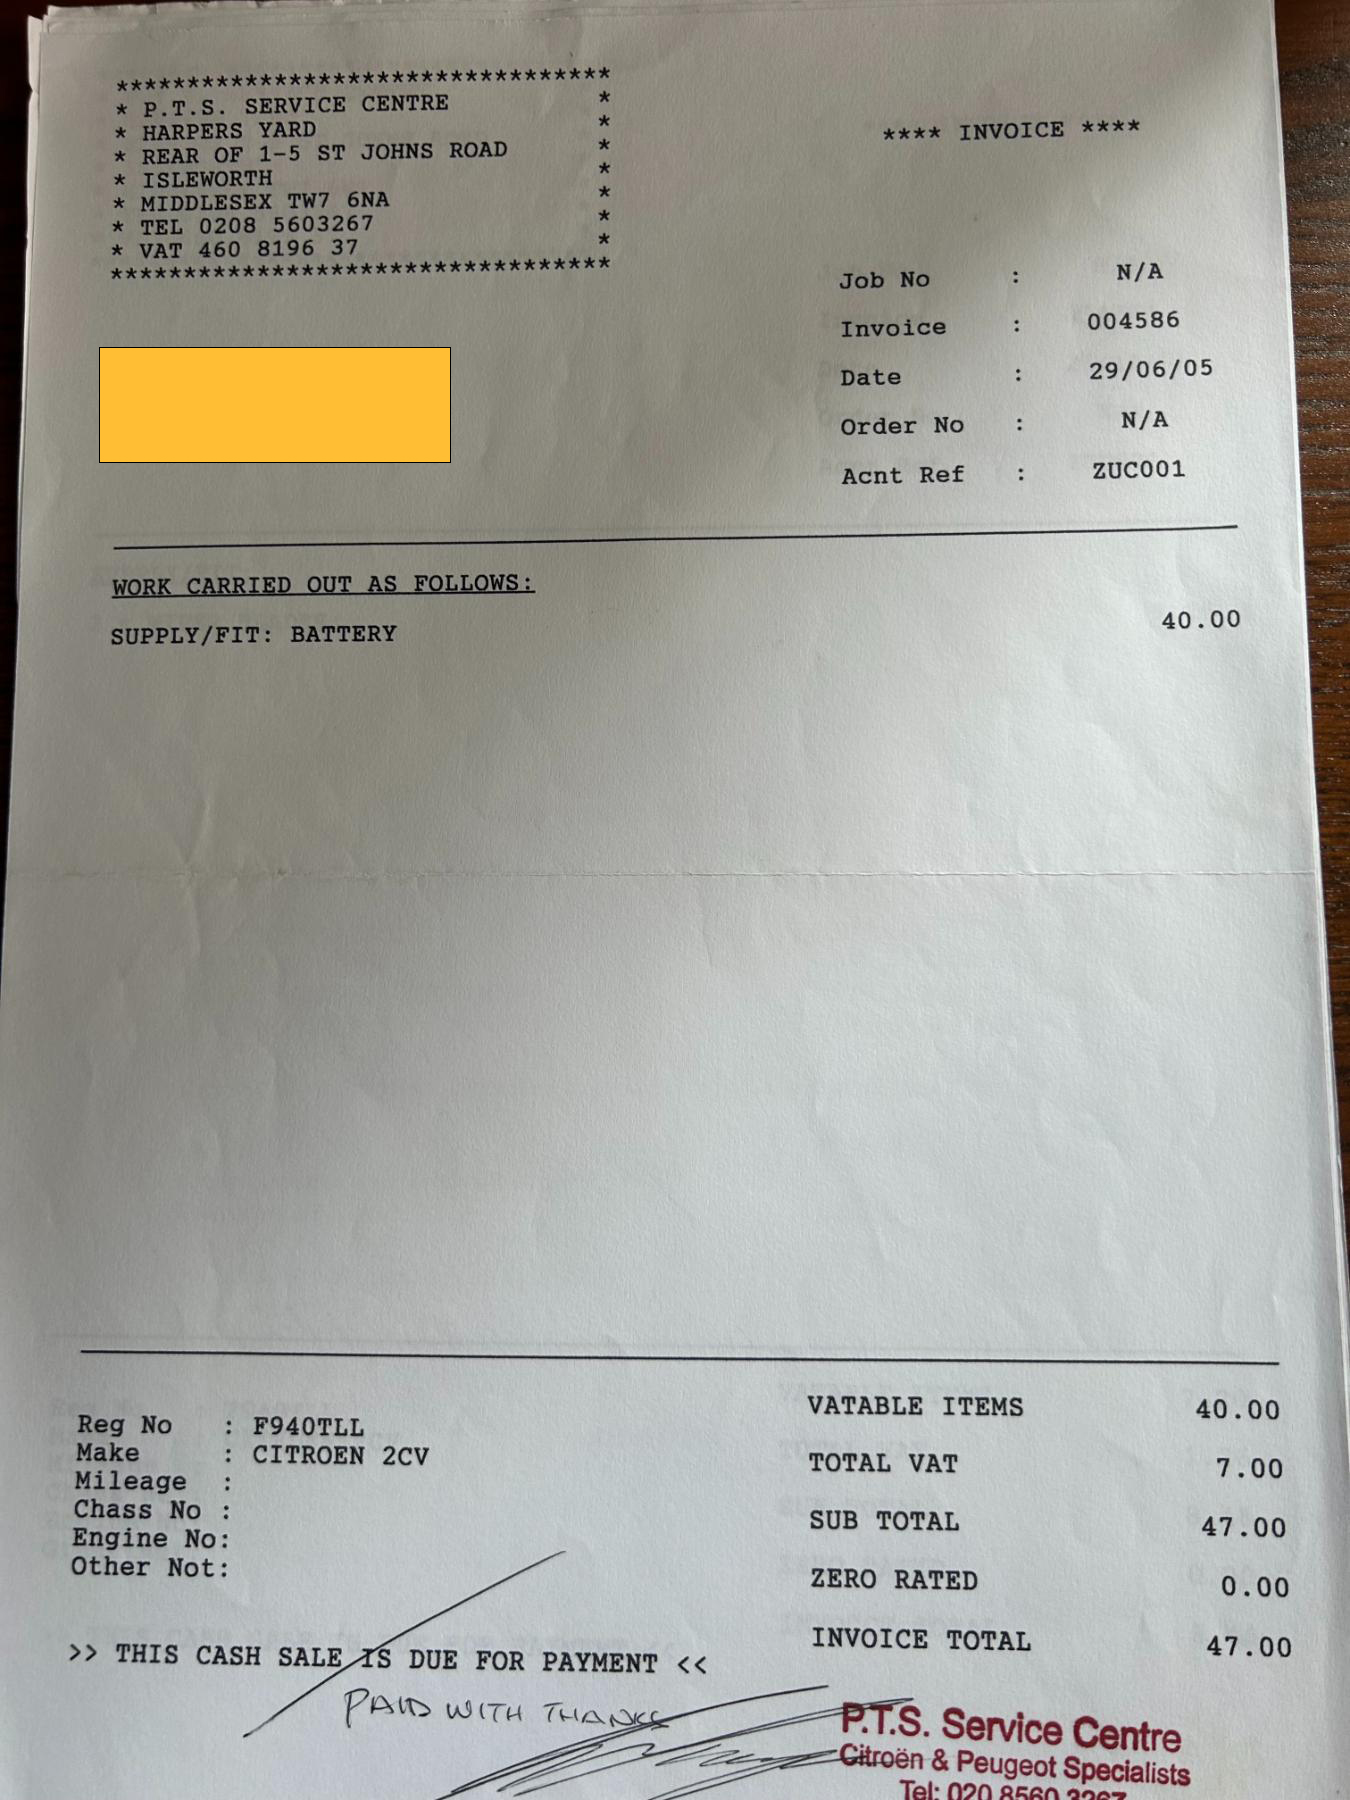 ***********************************
* P.T.S. SERVICE CENTRE *
* HARPERS YARD *
* REAR OF 1-5 ST JOHNS ROAD *
* ISLEWORTH *
* MIDDLESEX TW7 6NA *
* TEL 0208 5603267 *
* VAT 460 8196 37 *
***********************************
**** INVOICE ****
Job No : N/A
Invoice : 004586
Date : 29/06/05
Order No : N/A
Acnt Ref : ZUC001
WORK CARRIED OUT AS FOLLOWS:
SUPPLY/FIT: BATTERY 40.00
Reg No : F940TLL
Make : CITROEN 2CV
Mileage :
Chass No :
Engine No:
Other Not:
VATABLE ITEMS 40.00
TOTAL VAT 7.00
SUB TOTAL 47.00
ZERO RATED 0.00
INVOICE TOTAL 47.00
>> THIS CASH SALE IS DUE FOR PAYMENT <<
PAID WITH THANKS
P.T.S. Service Centre
Citroën & Peugeot Specialists
Tel: 020 8560 3267